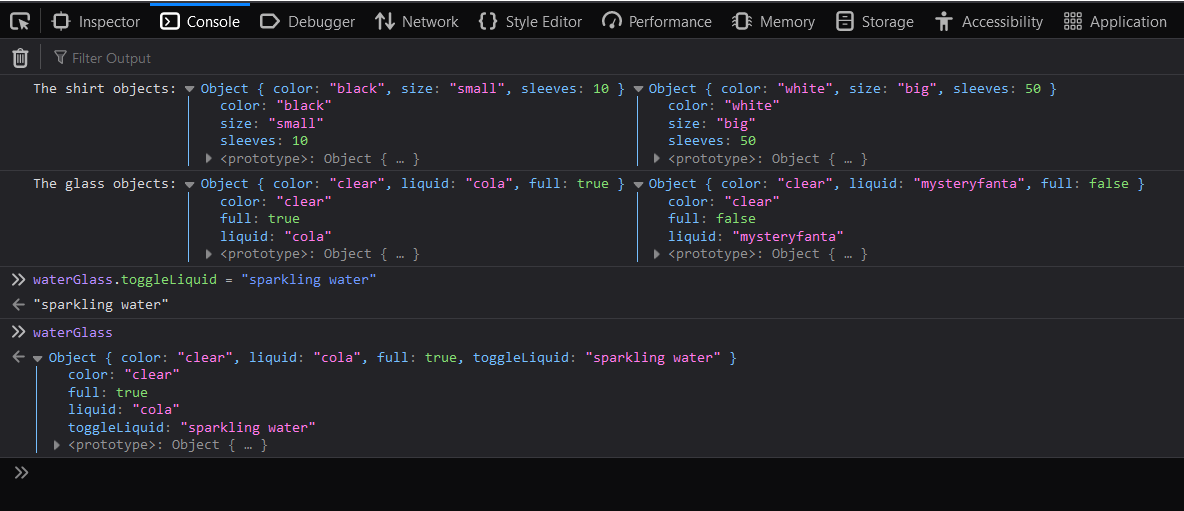 Inspector Console Debugger Network Style Editor Performance Memory Storage Accessibility Application
Filter Output
The shirt objects: Object { color: "black", size: "small", sleeves: 10 } Object { color: "white", size: "big", sleeves: 50 }
color: "black" color: "white"
size: "small" size: "big"
sleeves: 10 sleeves: 50
<prototype>: Object { … } <prototype>: Object { … }
The glass objects: Object { color: "clear", liquid: "cola", full: true } Object { color: "clear", liquid: "mysteryfanta", full: false }
color: "clear" color: "clear"
full: true full: false
liquid: "cola" liquid: "mysteryfanta"
<prototype>: Object { … } <prototype>: Object { … }
waterGlass.toggleLiquid = "sparkling water"
"sparkling water"
waterGlass
Object { color: "clear", liquid: "cola", full: true, toggleLiquid: "sparkling water" }
color: "clear"
full: true
liquid: "cola"
toggleLiquid: "sparkling water"
<prototype>: Object { … }